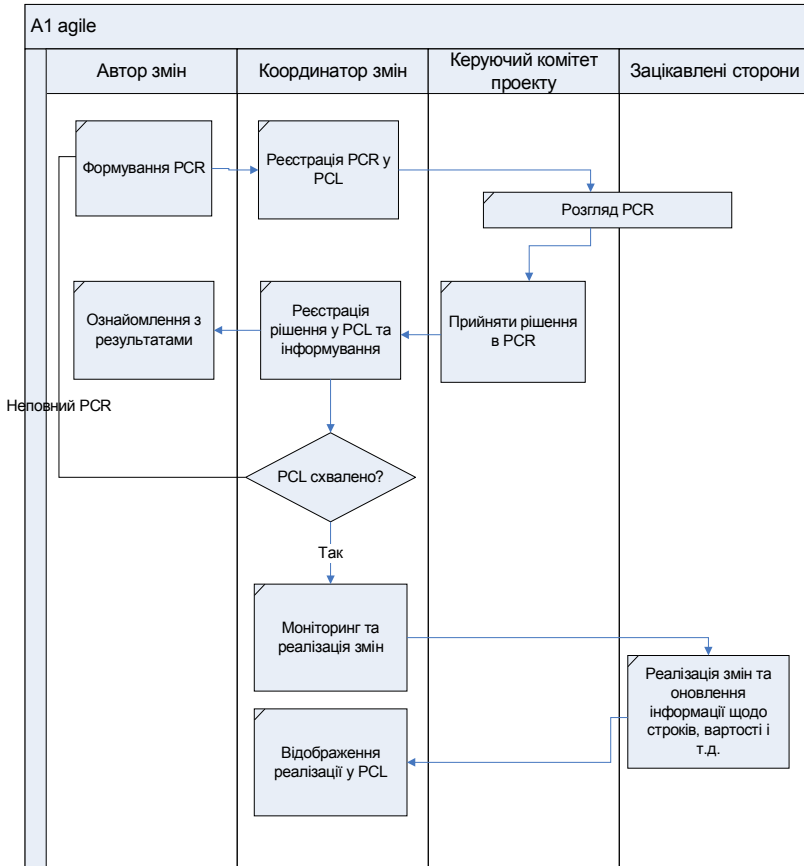 A1 agile
Автор змін
Координатор змін
Керуючий комітет
проекту
Зацікавлені сторони
Формування PCR
Реєстрація PCR у
PCL
Розгляд PCR
Ознайомлення з
результатами
Реєстрація
рішення у PCL та
інформування
Прийняти рішення
в PCR
Неповний PCR
PCL схвалено?
Так
Моніторинг та
реалізація змін
Реалізація змін та
оновлення
інформації щодо
строків, вартості і
т.д.
Відображення
реалізації у PCL